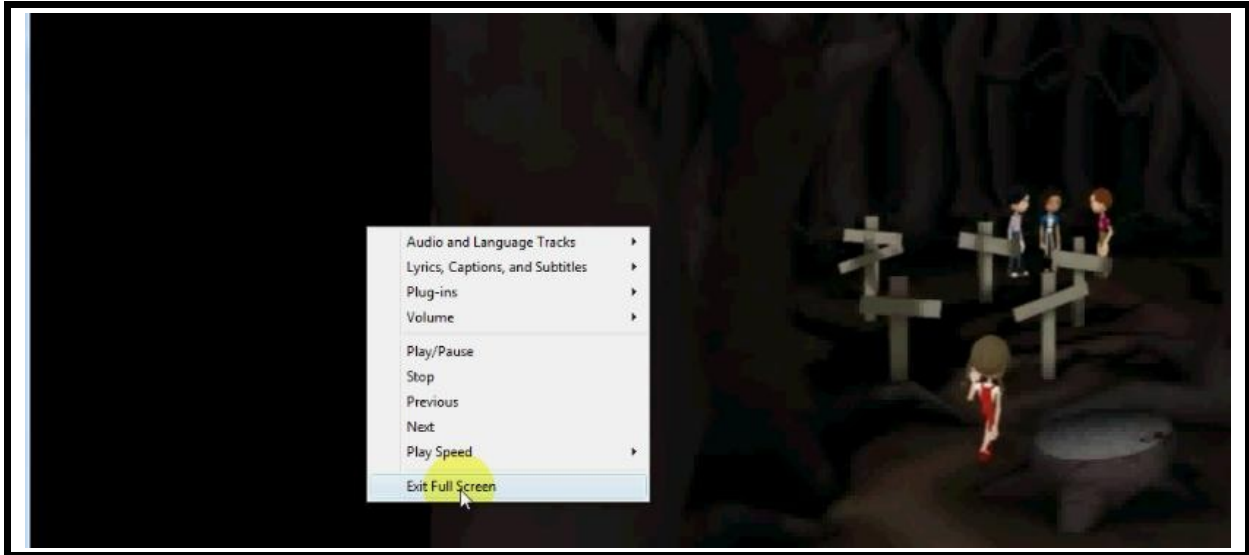 Audio and Language Tracks
Lyrics, Captions, and Subtitles
Plug-ins
Volume
Play/Pause
Stop
Previous
Next
Play Speed
Exit Full Screen